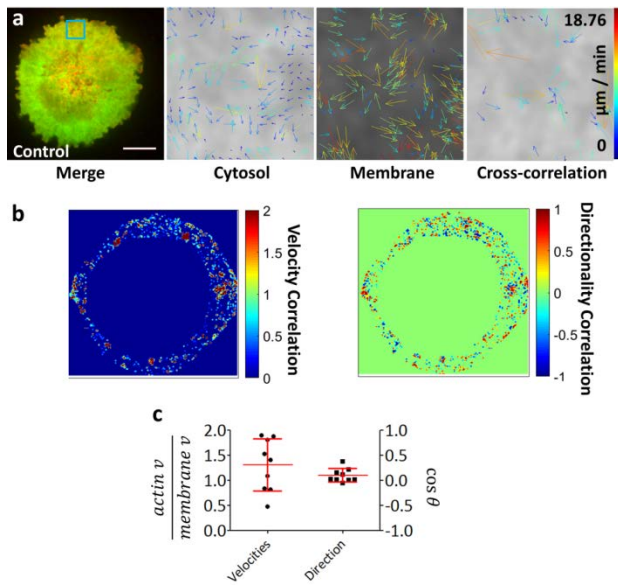 a
Control
18.76
μm / min
0
Merge
Cytosol
Membrane
Cross-correlation
b
2
1.5
1
0.5
0
Velocity Correlation
1
0.5
0
-0.5
-1
Directionality Correlation
c
actin v
membrane v
2.0
1.5
1.0
0.5
0.0
1.0
0.5
0.0
-0.5
-1.0
cos θ
Velocities
Direction